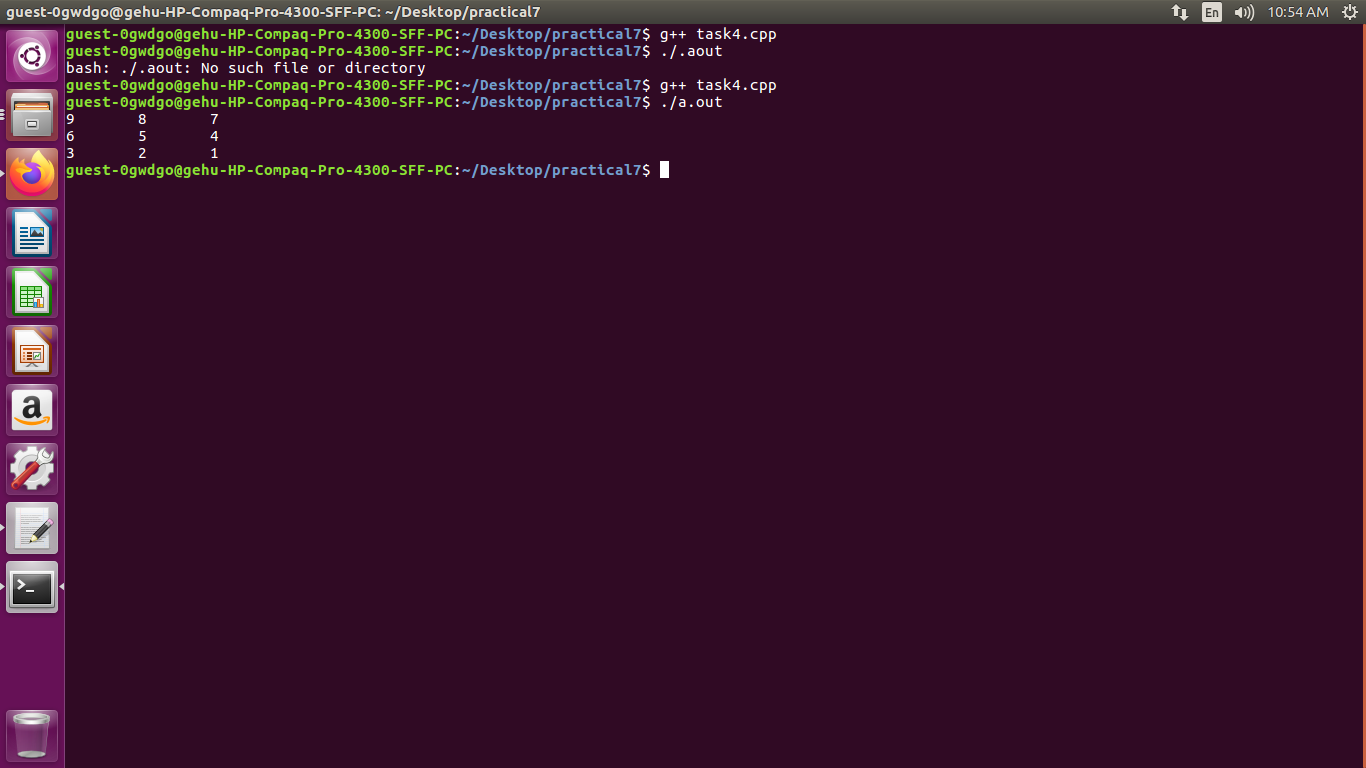 guest-0gwdgo@gehu-HP-Compaq-Pro-4300-SFF-PC: ~/Desktop/practical7 En 10:54 AM
guest-0gwdgo@gehu-HP-Compaq-Pro-4300-SFF-PC:~/Desktop/practical7$ g++ task4.cpp
guest-0gwdgo@gehu-HP-Compaq-Pro-4300-SFF-PC:~/Desktop/practical7$ ./.aout
bash: ./.aout: No such file or directory
guest-0gwdgo@gehu-HP-Compaq-Pro-4300-SFF-PC:~/Desktop/practical7$ g++ task4.cpp
guest-0gwdgo@gehu-HP-Compaq-Pro-4300-SFF-PC:~/Desktop/practical7$ ./a.out
9 8 7
6 5 4
3 2 1
guest-0gwdgo@gehu-HP-Compaq-Pro-4300-SFF-PC:~/Desktop/practical7$